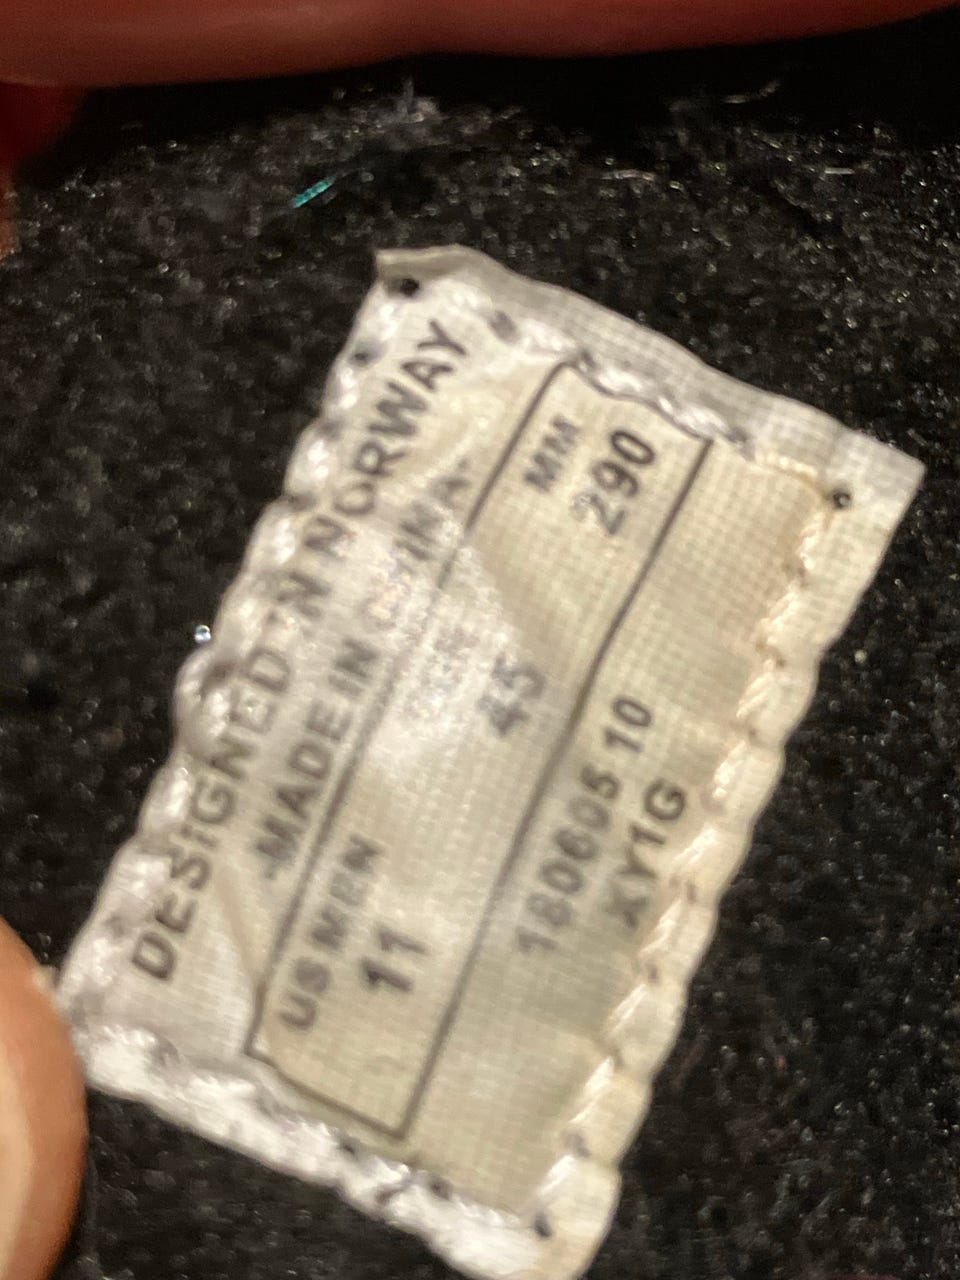 DESIGNED IN NORWAY
-MADE IN CHINA-
US MEN MM
11 45 290
180605 10
XY1G